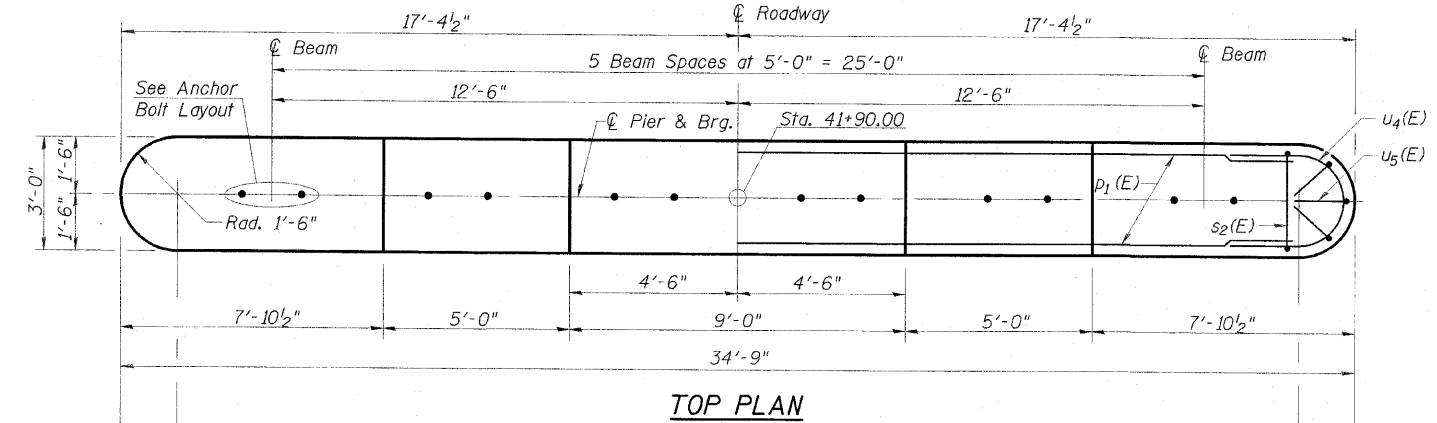 ℄ Roadway
17'-4½" 17'-4½"
℄ Beam ℄ Beam
5 Beam Spaces at 5'-0" = 25'-0"
See Anchor
Bolt Layout
12'-6" 12'-6"
℄ Pier & Brg.
Sta. 41+90.00
u4(E)
u5(E)
3'-0"
1'-6"
1'-6"
p1(E)
Rad. 1'-6"
s2(E)
4'-6" 4'-6"
7'-10½" 5'-0" 9'-0" 5'-0" 7'-10½"
34'-9"
TOP PLAN